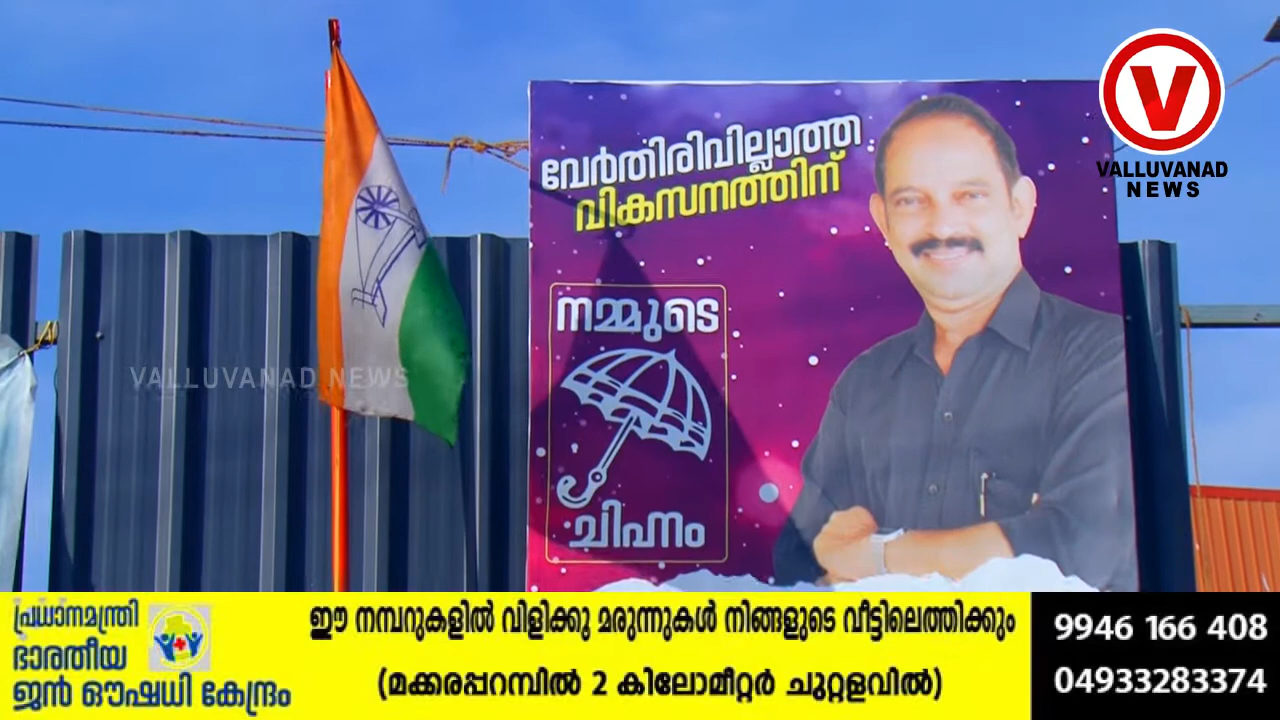 V
VALLUVANAD
NEWS
വേർതിരിവില്ലാത്ത
വികസനത്തിന്
നമ്മുടെ
ചിഹ്നം
VALLUVANAD NEWS
പ്രധാനമന്ത്രി
ഭാരതീയ
ജൻ ഔഷധി കേന്ദ്രം
ഈ നമ്പറുകളിൽ വിളിക്കൂ മരുന്നുകൾ നിങ്ങളുടെ വീട്ടിലെത്തിക്കും
(മക്കരപ്പറമ്പിൽ 2 കിലോമീറ്റർ ചുറ്റളവിൽ)
9946 166 408
04933283374